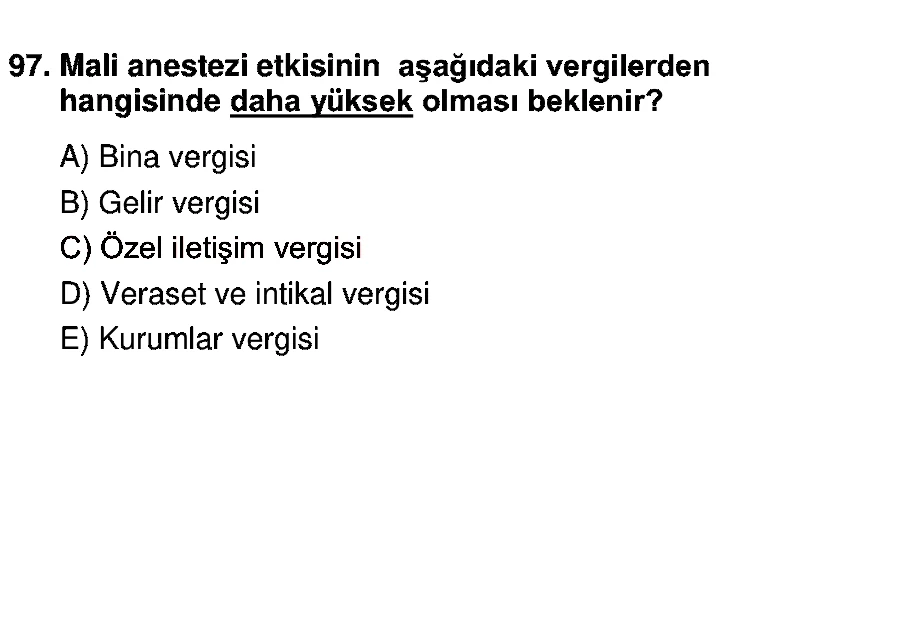 97. Mali anestezi etkisinin aşağıdaki vergilerden
hangisinde daha yüksek olması beklenir?
A) Bina vergisi
B) Gelir vergisi
C) Özel iletişim vergisi
D) Veraset ve intikal vergisi
E) Kurumlar vergisi